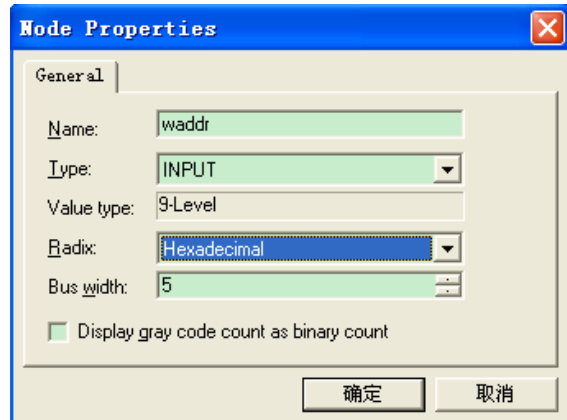 Node Properties
General
Name: waddr
Type: INPUT
Value type: 9-Level
Radix: Hexadecimal
Bus width: 5
Display gray code count as binary count
确定 取消